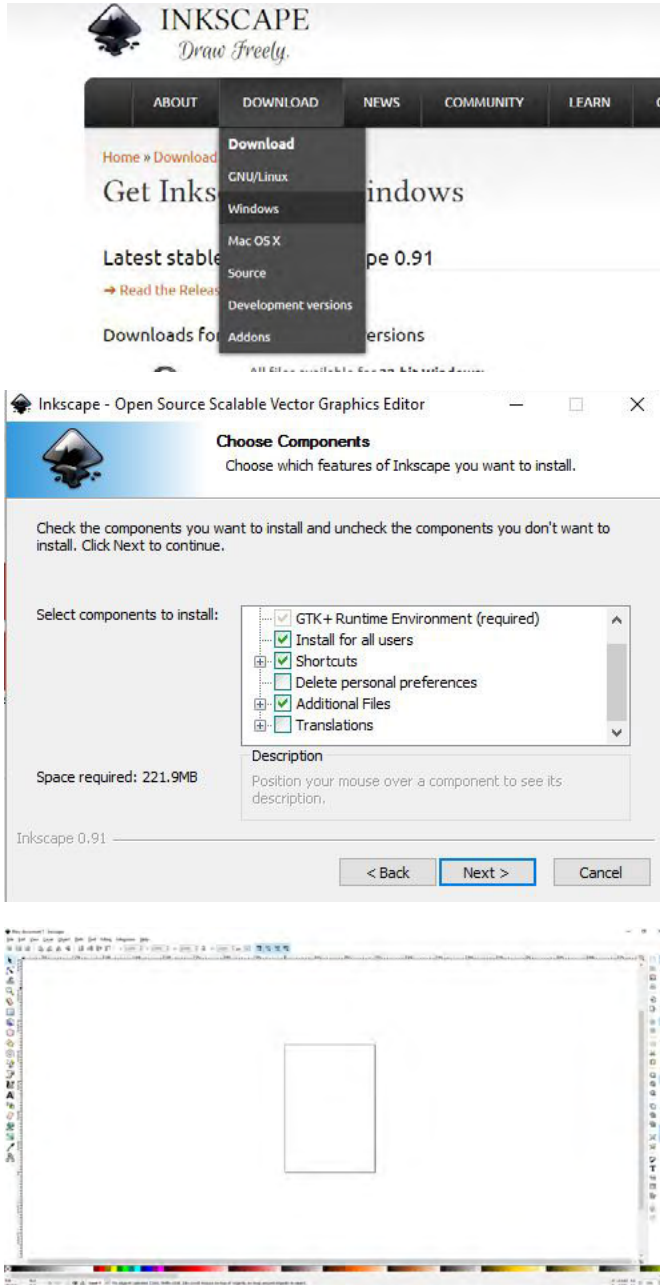 INKSCAPE
Draw Freely.
ABOUT DOWNLOAD NEWS COMMUNITY LEARN
Download
Home » Download
GNU/Linux
Get Inks indows
Windows
Mac OS X
Latest stable pe 0.91
Source
→ Read the Releas
Development versions
Downloads fo ersions
Addons
Inkscape - Open Source Scalable Vector Graphics Editor
Choose Components
Choose which features of Inkscape you want to install.
Check the components you want to install and uncheck the components you don't want to
install. Click Next to continue.
Select components to install:
GTK+ Runtime Environment (required)
Install for all users
Shortcuts
Delete personal preferences
Additional Files
Translations
Description
Space required: 221.9MB
Position your mouse over a component to see its
description.
Inkscape 0.91
< Back Next > Cancel